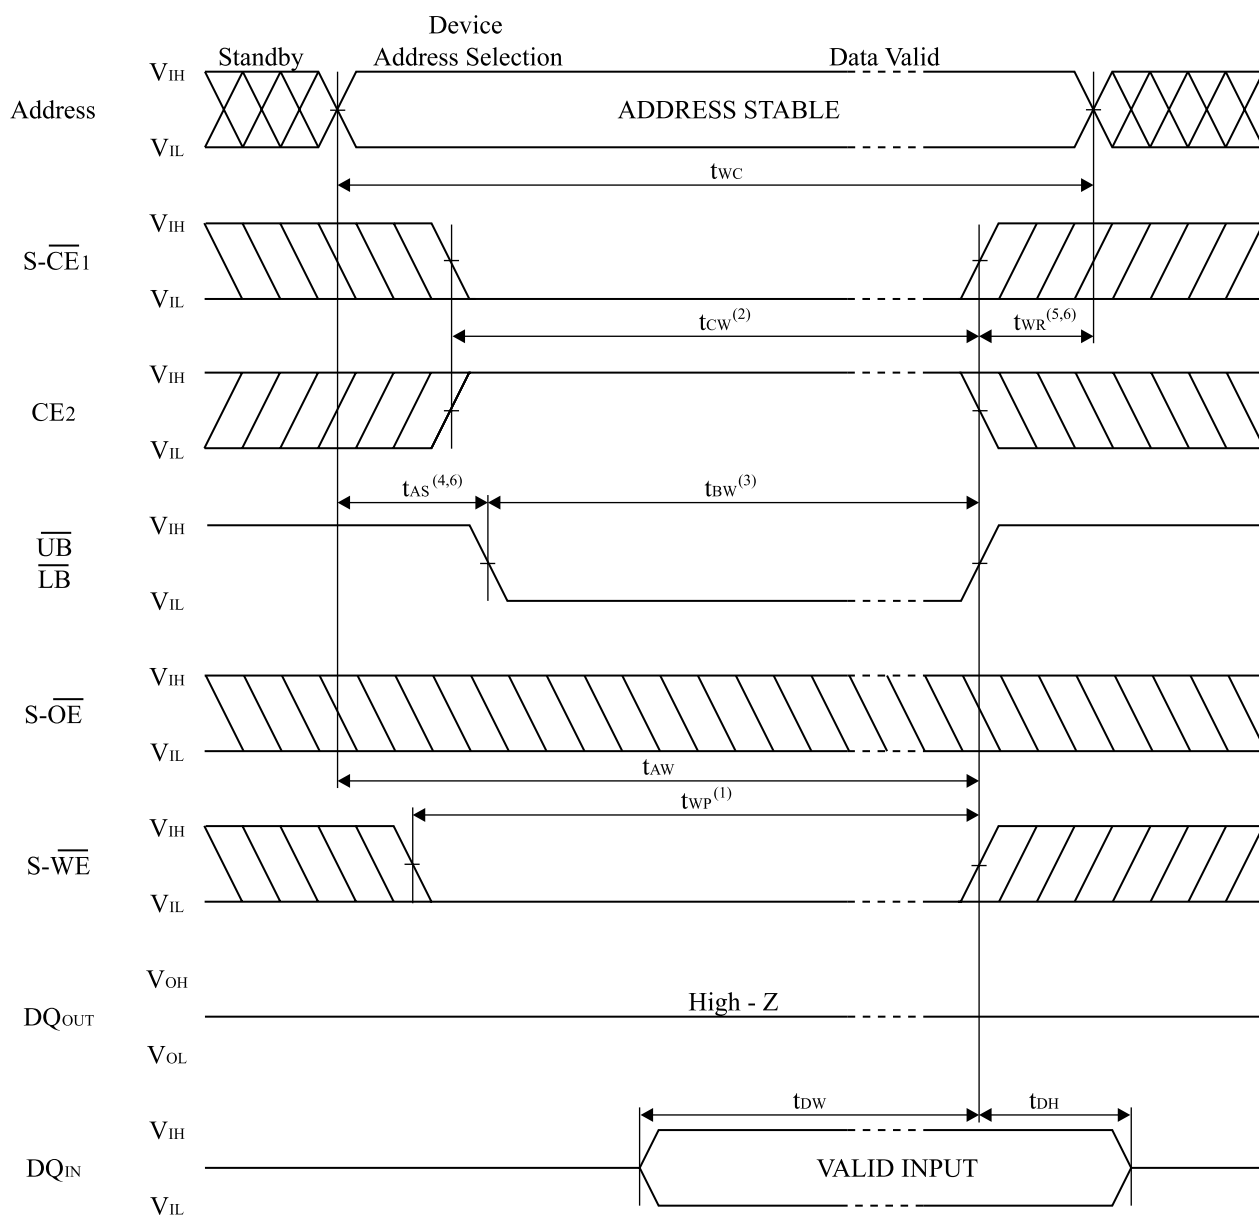 Device
Standby Address Selection Data Valid
VIH
Address ADDRESS STABLE
VIL
tWC
VIH
S-CE1
VIL
tCW(2) tWR(5,6)
VIH
CE2
VIL
tAS(4,6) tBW(3)
VIH
UB
LB
VIL
VIH
S-OE
VIL
tAW
tWP(1)
VIH
S-WE
VIL
VOH
High - Z
DQOUT
VOL
tDW tDH
VIH
DQIN VALID INPUT
VIL